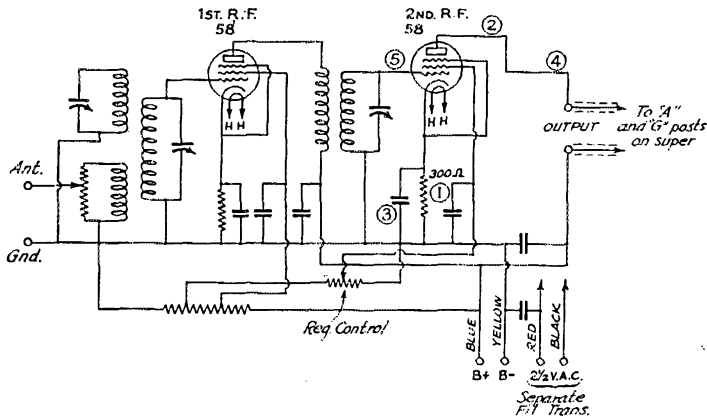 1ST. R.F.
58
2ND. R.F.
58
②
⑤
④
H H
H H
OUTPUT
To "A"
and "G" posts
on super
Ant.
300Ω
①
③
Gnd.
Reg. Control
BLUE
YELLOW
RED
BLACK
B+
B-
2½ V.A.C.
Separate
Fil. Trans.